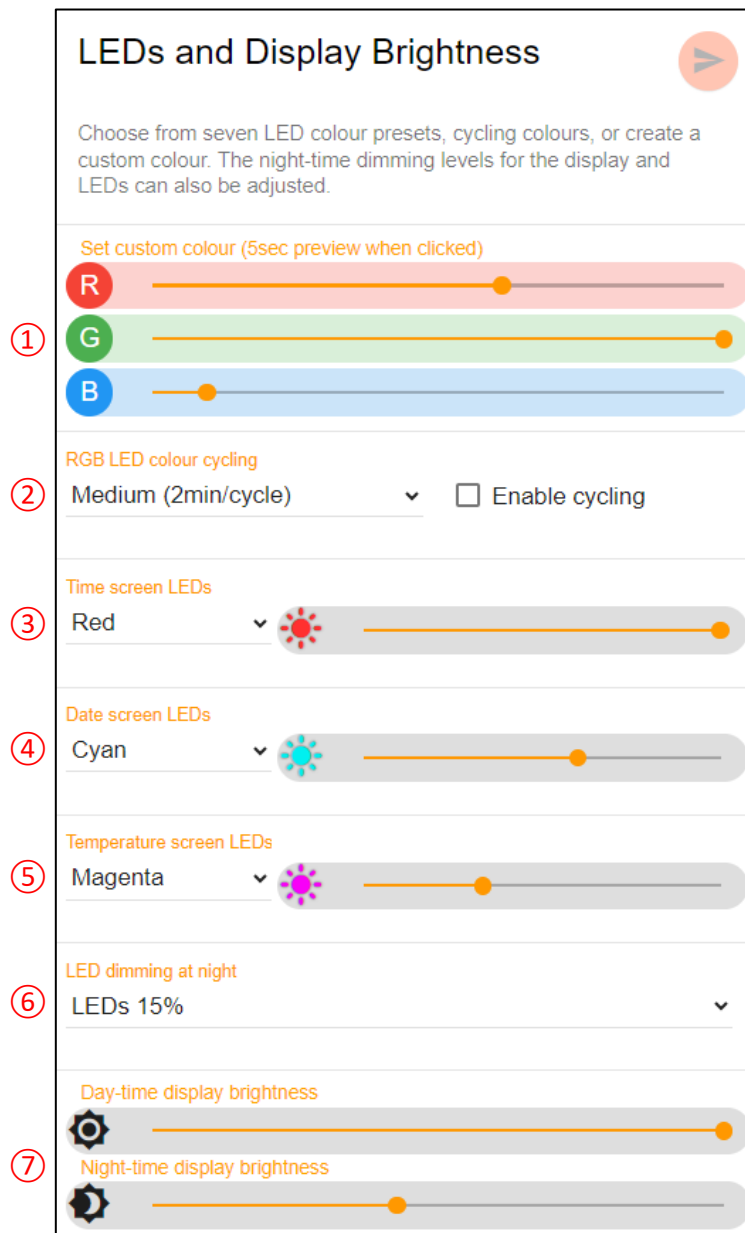 LEDs and Display Brightness
Choose from seven LED colour presets, cycling colours, or create a
custom colour. The night-time dimming levels for the display and
LEDs can also be adjusted.
Set custom colour (5sec preview when clicked)
R
① G
B
RGB LED colour cycling
② Medium (2min/cycle) Enable cycling
Time screen LEDs
③ Red
Date screen LEDs
④ Cyan
Temperature screen LEDs
⑤ Magenta
LED dimming at night
⑥ LEDs 15%
Day-time display brightness
⑦
Night-time display brightness